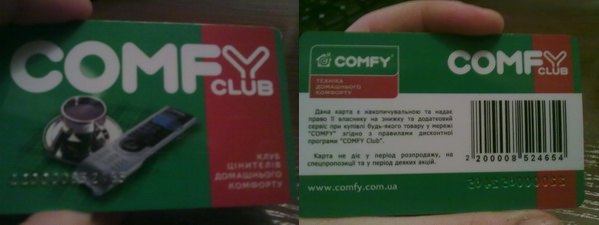 COMFY
CLUB
КЛУБ
ЦІНИТЕЛІВ
ДОМАШНЬОГО
КОМФОРТУ
COMFY
ТЕХНІКА
ДОМАШНЬОГО
КОМФОРТУ
COMFY
CLUB
Дана карта є накопичувальною та надає
право її власнику на знижку та додатковий
сервіс при купівлі будь-якого товару у мережі
"COMFY" згідно з правилами дисконтної
програми "COMFY Club".
Карта не діє у період розпродажу, на
спецпропозиції та у період деяких акцій.
2 200008 524664
www.comfy.com.ua